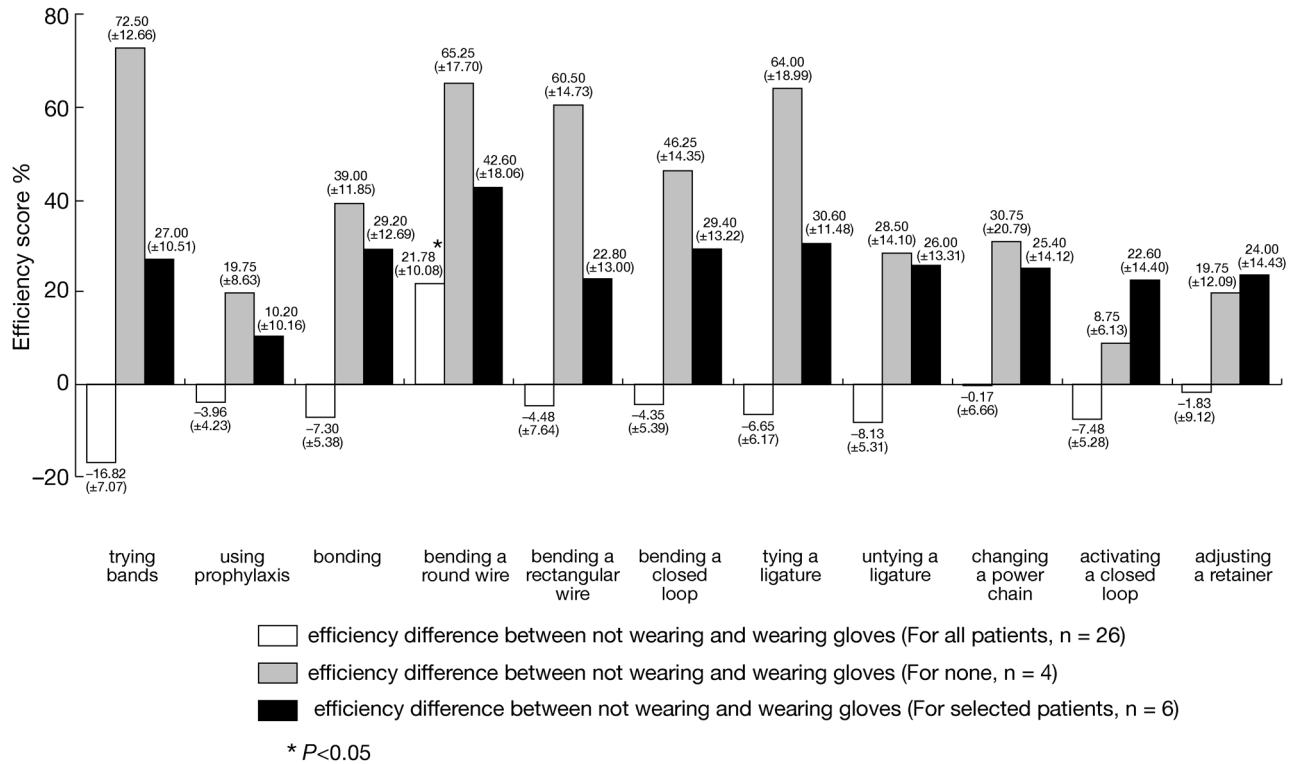 Efficiency score %
80
60
40
20
0
−20
72.50
(±12.66)
27.00
(±10.51)
−16.82
(±7.07)
19.75
(±8.63)
10.20
(±10.16)
−3.96
(±4.23)
39.00
(±11.85)
29.20
(±12.69)
−7.30
(±5.38)
*
21.78
(±10.08)
65.25
(±17.70)
42.60
(±18.06)
60.50
(±14.73)
22.80
(±13.00)
−4.48
(±7.64)
46.25
(±14.35)
29.40
(±13.22)
−4.35
(±5.39)
64.00
(±18.99)
30.60
(±11.48)
−6.65
(±6.17)
28.50
(±14.10)
26.00
(±13.31)
−8.13
(±5.31)
30.75
(±20.79)
25.40
(±14.12)
−0.17
(±6.66)
8.75
(±6.13)
22.60
(±14.40)
−7.48
(±5.28)
19.75
(±12.09)
24.00
(±14.43)
−1.83
(±9.12)
trying
bands
using
prophylaxis
bonding
bending a
round wire
bending a
rectangular
wire
bending a
closed
loop
tying a
ligature
untying a
ligature
changing
a power
chain
activating
a closed
loop
adjusting
a retainer
efficiency difference between not wearing and wearing gloves (For all patients, n = 26)
efficiency difference between not wearing and wearing gloves (For none, n = 4)
efficiency difference between not wearing and wearing gloves (For selected patients, n = 6)
* P<0.05